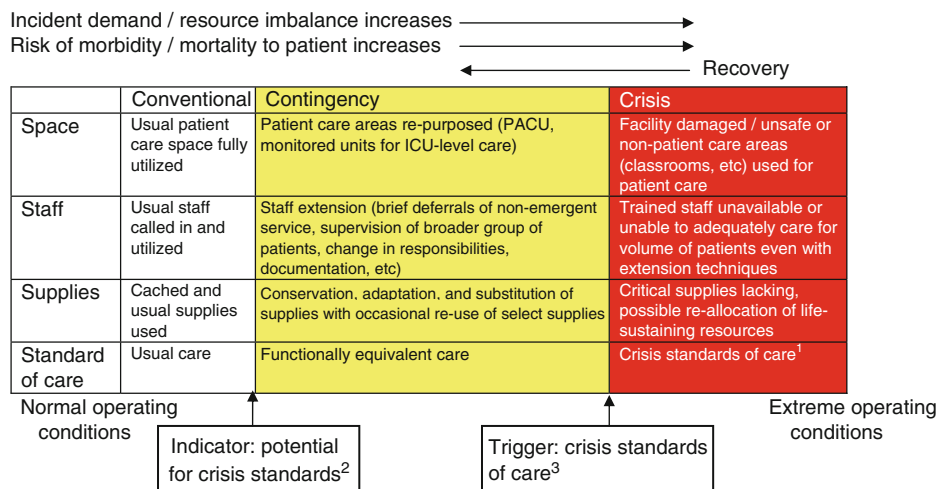 Incident demand / resource imbalance increases
Risk of morbidity / mortality to patient increases
Recovery
Conventional
Contingency
Crisis
Space
Usual patient
care space fully
utilized
Patient care areas re-purposed (PACU,
monitored units for ICU-level care)
Facility damaged / unsafe or
non-patient care areas
(classrooms, etc) used for
patient care
Staff
Usual staff
called in and
utilized
Staff extension (brief deferrals of non-emergent
service, supervision of broader group of
patients, change in responsibilities,
documentation, etc)
Trained staff unavailable or
unable to adequately care for
volume of patients even with
extension techniques
Supplies
Cached and
usual supplies
used
Conservation, adaptation, and substitution of
supplies with occasional re-use of select supplies
Critical supplies lacking,
possible re-allocation of life-
sustaining resources
Standard
of care
Usual care
Functionally equivalent care
Crisis standards of care1
Normal operating
conditions
Extreme operating
conditions
Indicator: potential
for crisis standards2
Trigger: crisis standards
of care3